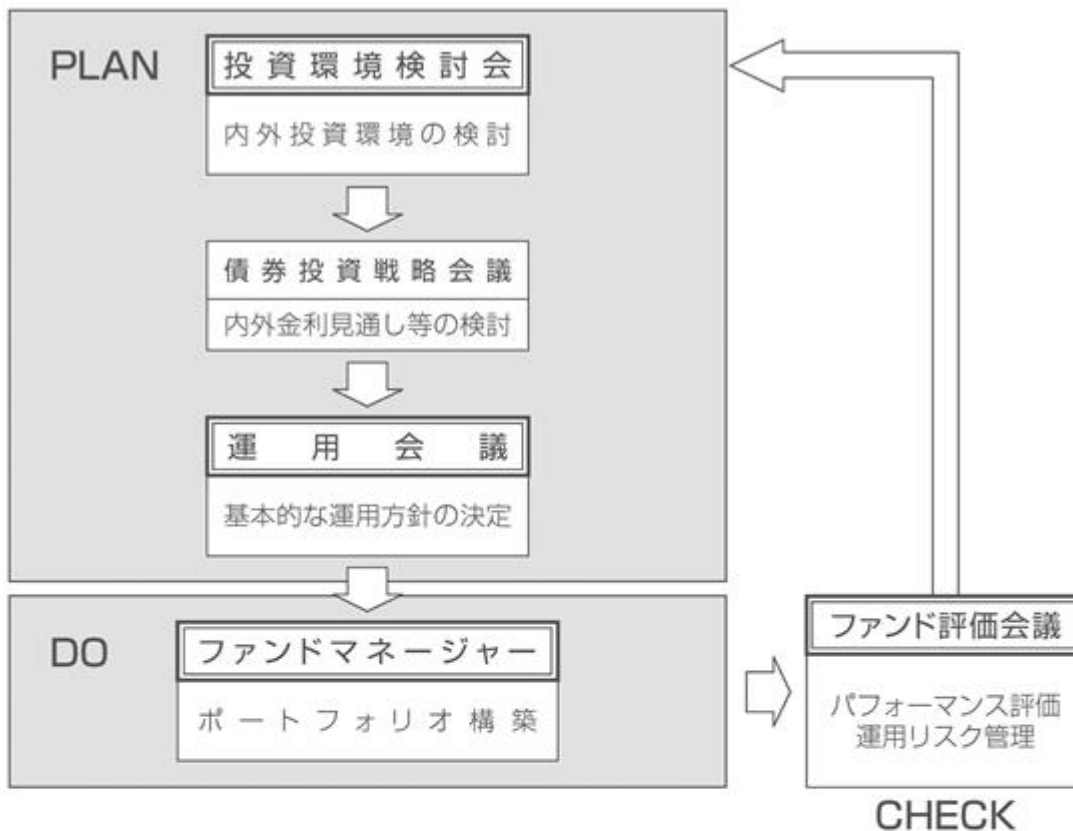 PLAN
投資環境検討会
内外投資環境の検討
債券投資戦略会議
内外金利見通し等の検討
運用会議
基本的な運用方針の決定
DO
ファンドマネージャー
ポートフォリオ構築
ファンド評価会議
パフォーマンス評価
運用リスク管理
CHECK